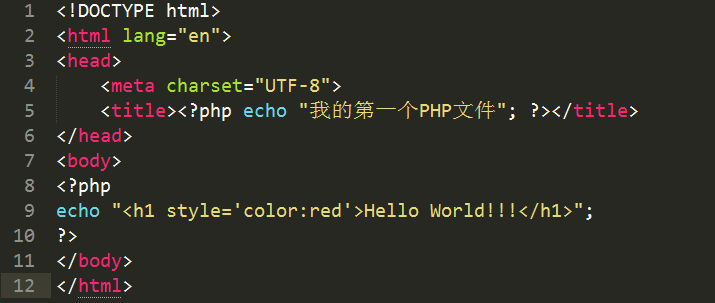 1 <!DOCTYPE html>
2 <html lang="en">
3 <head>
4     <meta charset="UTF-8">
5     <title><?php echo "我的第一个PHP文件"; ?></title>
6 </head>
7 <body>
8 <?php
9 echo "<h1 style='color:red'>Hello World!!!</h1>";
10 ?>
11 </body>
12 </html>